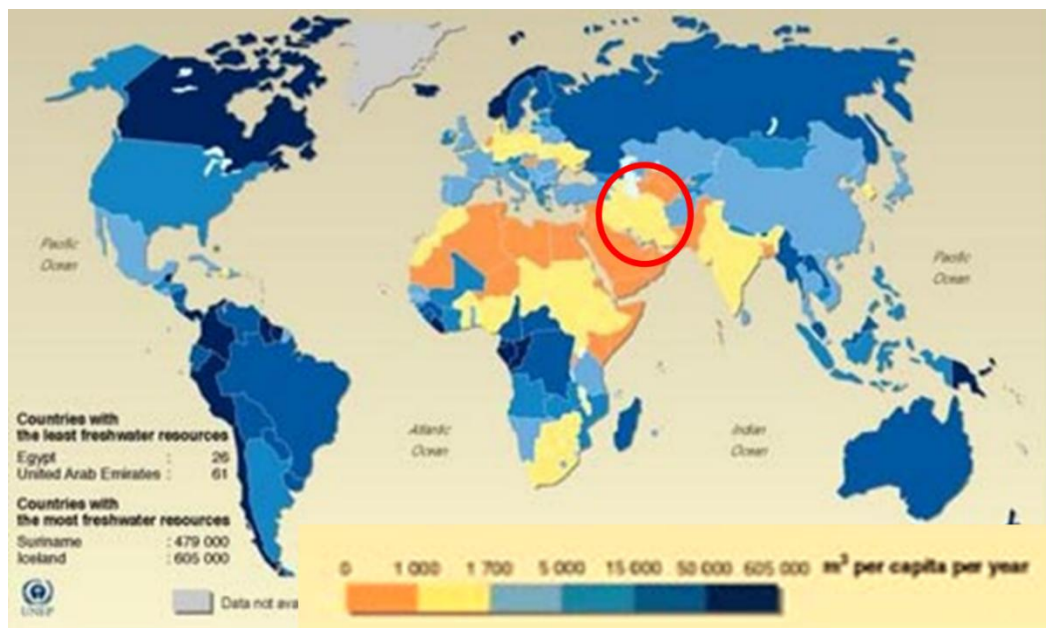 Pacific
Ocean
Pacific
Ocean
Atlantic
Ocean
Indian
Ocean
Countries with
the least freshwater resources
Egypt : 26
United Arab Emirates : 61
Countries with
the most freshwater resources
Suriname : 479 000
Iceland : 605 000
0 1 000 1 700 5 000 15 000 50 000 605 000 m³ per capita per year
UNEP
Data not ava